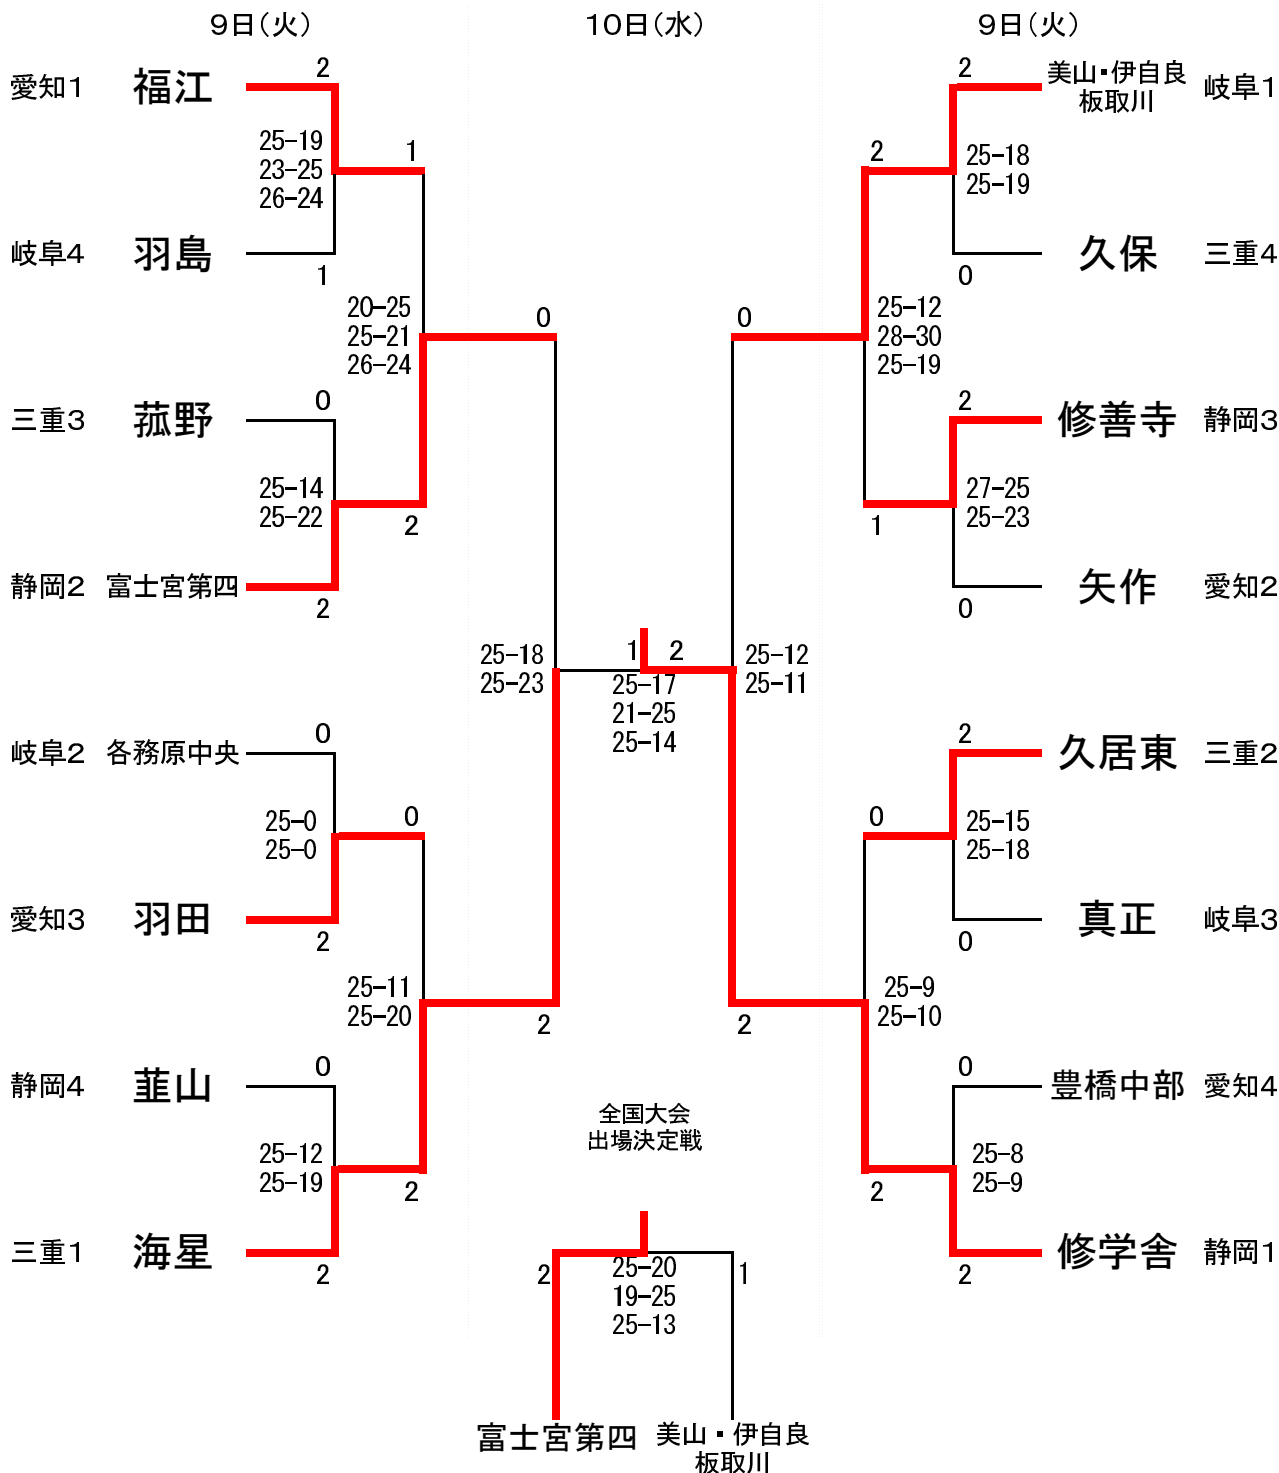 ９日（火）
１０日（水）
９日（火）
愛知１
福江
2
25−19
23−25
26−24
1
岐阜４
羽島
1
20−25
25−21
26−24
0
三重３
菰野
0
25−14
25−22
2
静岡２
富士宮第四
2
25−18
25−23
岐阜２
各務原中央
0
25−0
25−0
0
愛知３
羽田
2
25−11
25−20
2
静岡４
韮山
0
25−12
25−19
2
三重１
海星
2
1
2
25−17
21−25
25−14
2
美山・伊自良
板取川
岐阜１
2
25−18
25−19
久保
三重４
0
0
25−12
28−30
25−19
2
修善寺
静岡３
27−25
25−23
1
矢作
愛知２
0
25−12
25−11
2
久居東
三重２
0
25−15
25−18
真正
岐阜３
0
25−9
25−10
2
0
豊橋中部
愛知４
25−8
25−9
2
修学舎
静岡１
2
全国大会
出場決定戦
2
25−20
19−25
25−13
1
富士宮第四
美山・伊自良
板取川